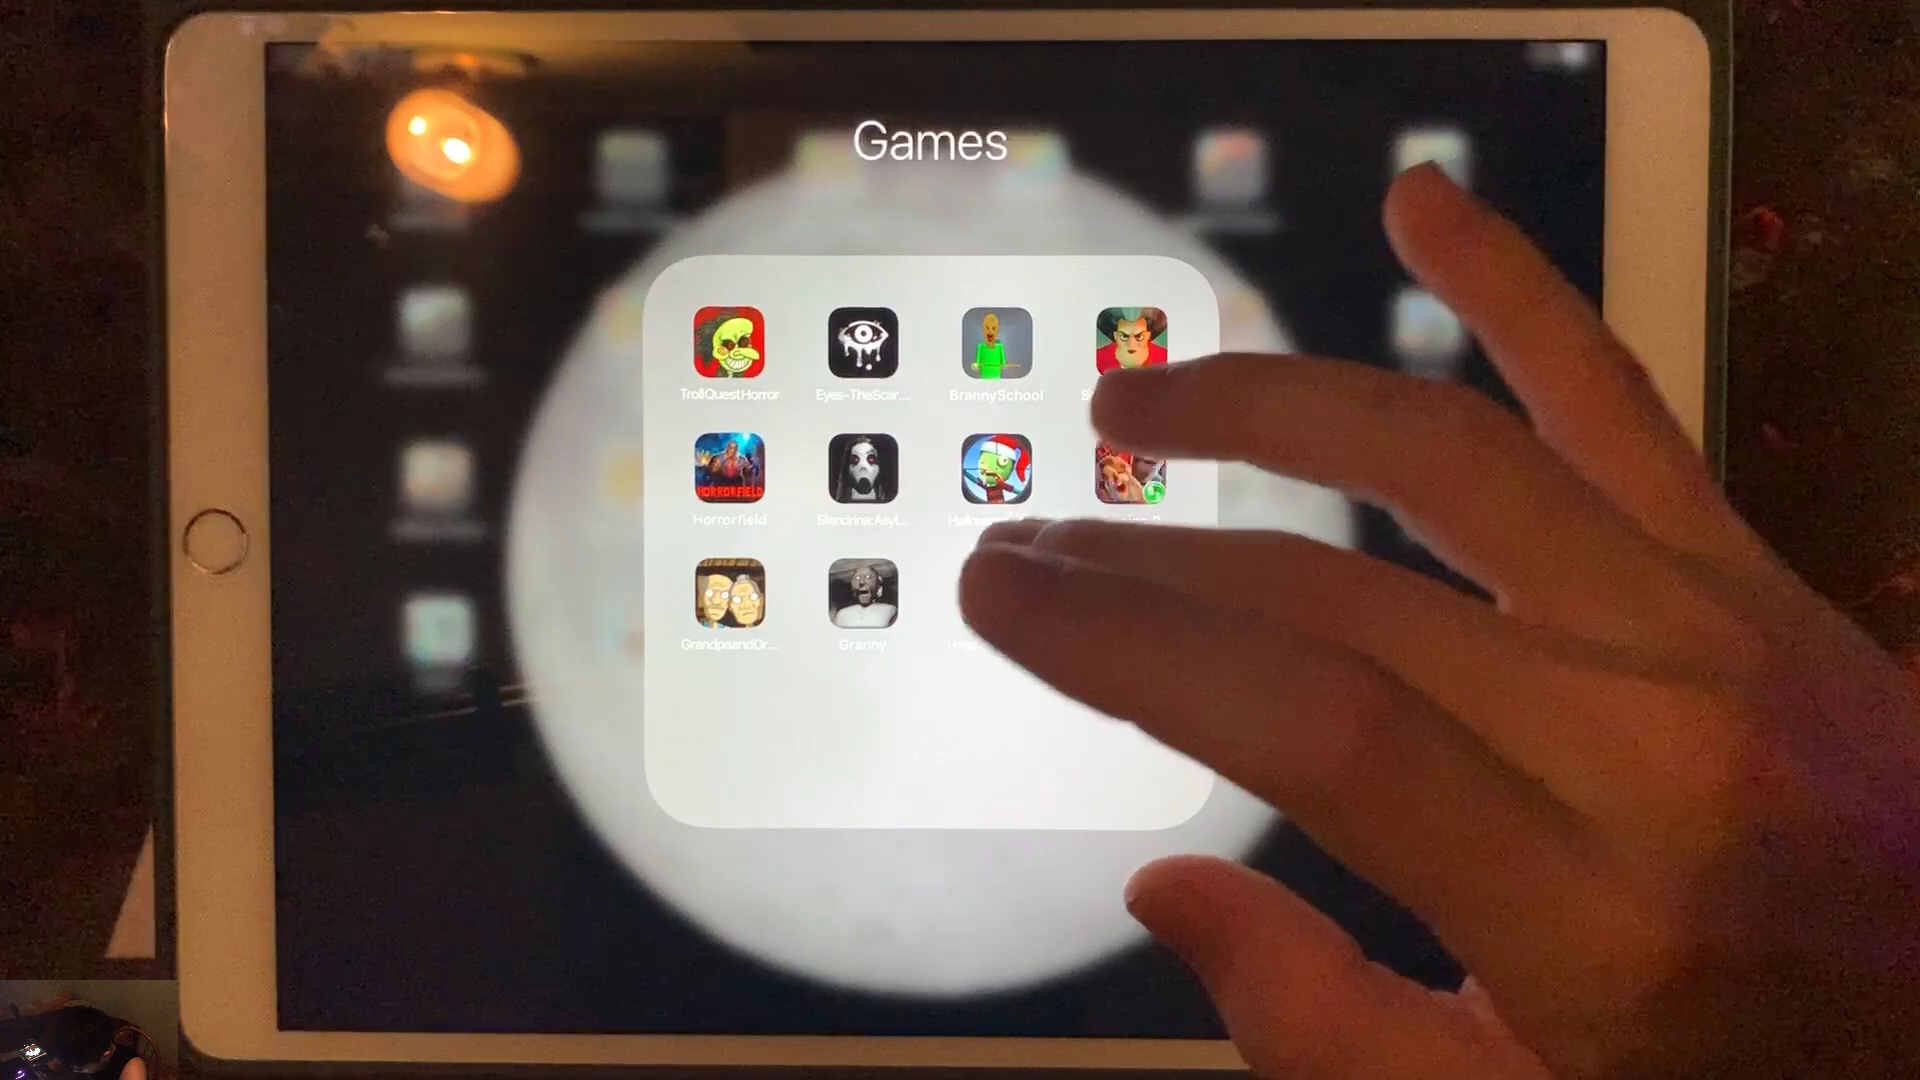 Games
TrollQuestHorror
Eyes-TheScar...
BrannySchool
HORRORFIELD
Horrorfield
Slendrina:Asyl...
GrandpaandGr...
Granny